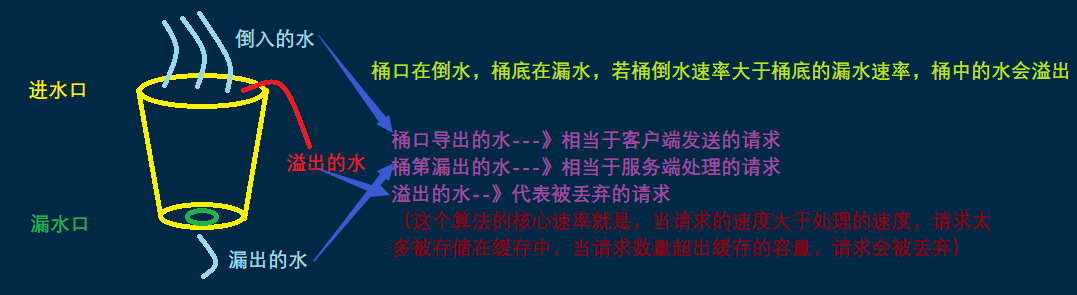 倒入的水
桶口在倒水，桶底在漏水，若桶倒水速率大于桶底的漏水速率，桶中的水会溢出
进水口
桶口导出的水---》相当于客户端发送的请求
溢出的水
桶第漏出的水---》相当于服务端处理的请求
溢出的水--》代表被丢弃的请求
漏水口
（这个算法的核心速率就是，当请求的速度大于处理的速度，请求太
多被存储在缓存中，当请求数量超出缓存的容量，请求会被丢弃）
漏出的水